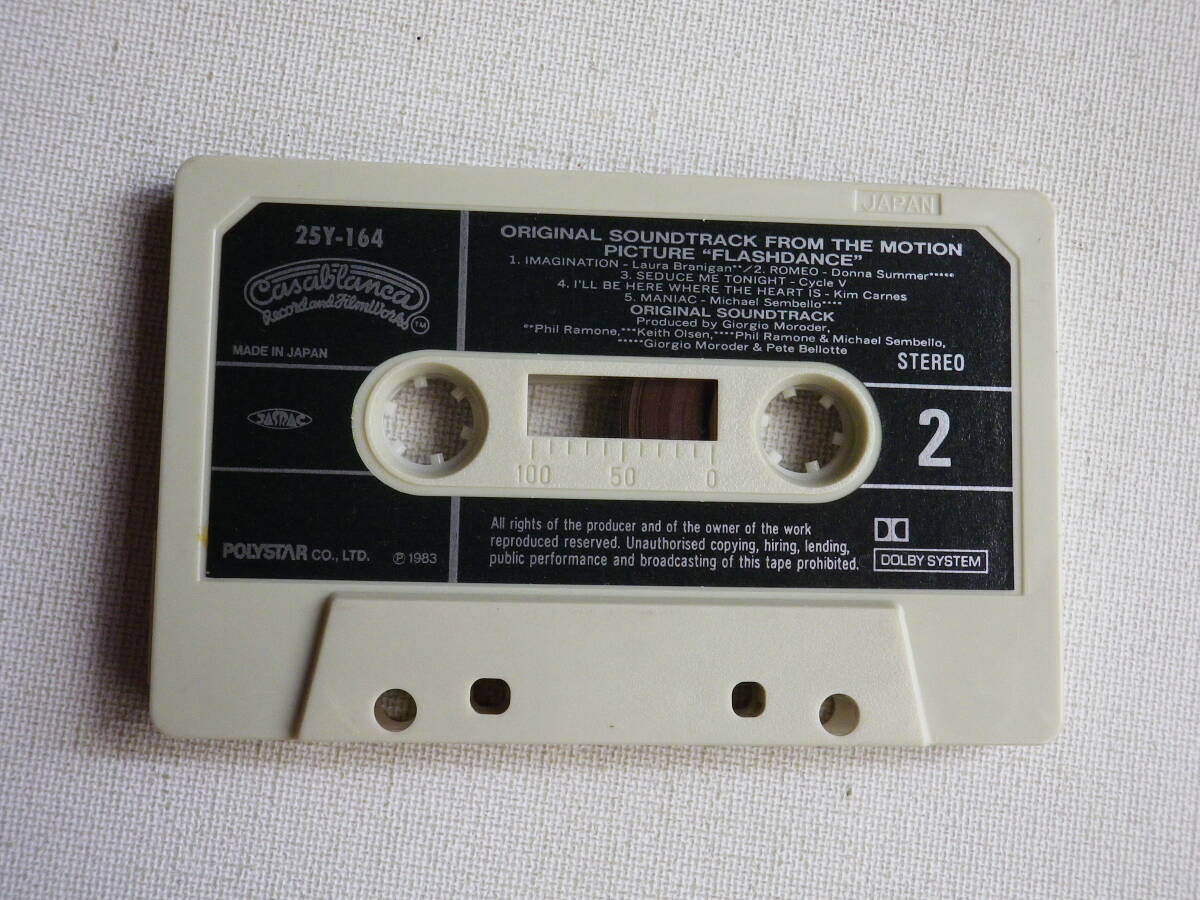 JAPAN
25Y-164
Casablanca
Record and FilmWorks ™
MADE IN JAPAN
ORIGINAL SOUNDTRACK FROM THE MOTION
PICTURE “FLASHDANCE”
1. IMAGINATION - Laura Branigan**/2. ROMEO - Donna Summer*****
3. SEDUCE ME TONIGHT - Cycle V
4. I'LL BE HERE WHERE THE HEART IS - Kim Carnes
5. MANIAC - Michael Sembello****
ORIGINAL SOUNDTRACK
Produced by Giorgio Moroder,
**Phil Ramone,***Keith Olsen,****Phil Ramone & Michael Sembello,
*****Giorgio Moroder & Pete Bellotte
STEREO
JASRAC
2
100 50 0
POLYSTAR CO., LTD. ℗ 1983
All rights of the producer and of the owner of the work
reproduced reserved. Unauthorised copying, hiring, lending,
public performance and broadcasting of this tape prohibited.
DOLBY SYSTEM